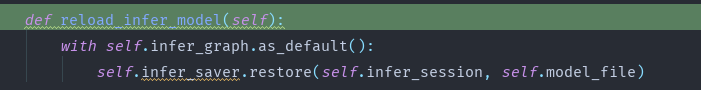 def reload_infer_model(self):
with self.infer_graph.as_default():
self.infer_saver.restore(self.infer_session, self.model_file)